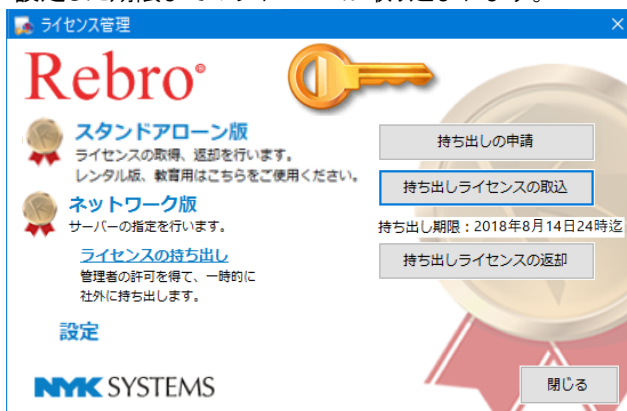 ライセンス管理
Rebro
スタンドアローン版
ライセンスの取得、返却を行います。
レンタル版、教育用はこちらをご使用ください。
ネットワーク版
サーバーの指定を行います。
ライセンスの持ち出し
管理者の許可を得て、一時的に
社外に持ち出します。
設定
NYK SYSTEMS
持ち出しの申請
持ち出しライセンスの取込
持ち出し期限：2018年8月14日24時迄
持ち出しライセンスの返却
閉じる